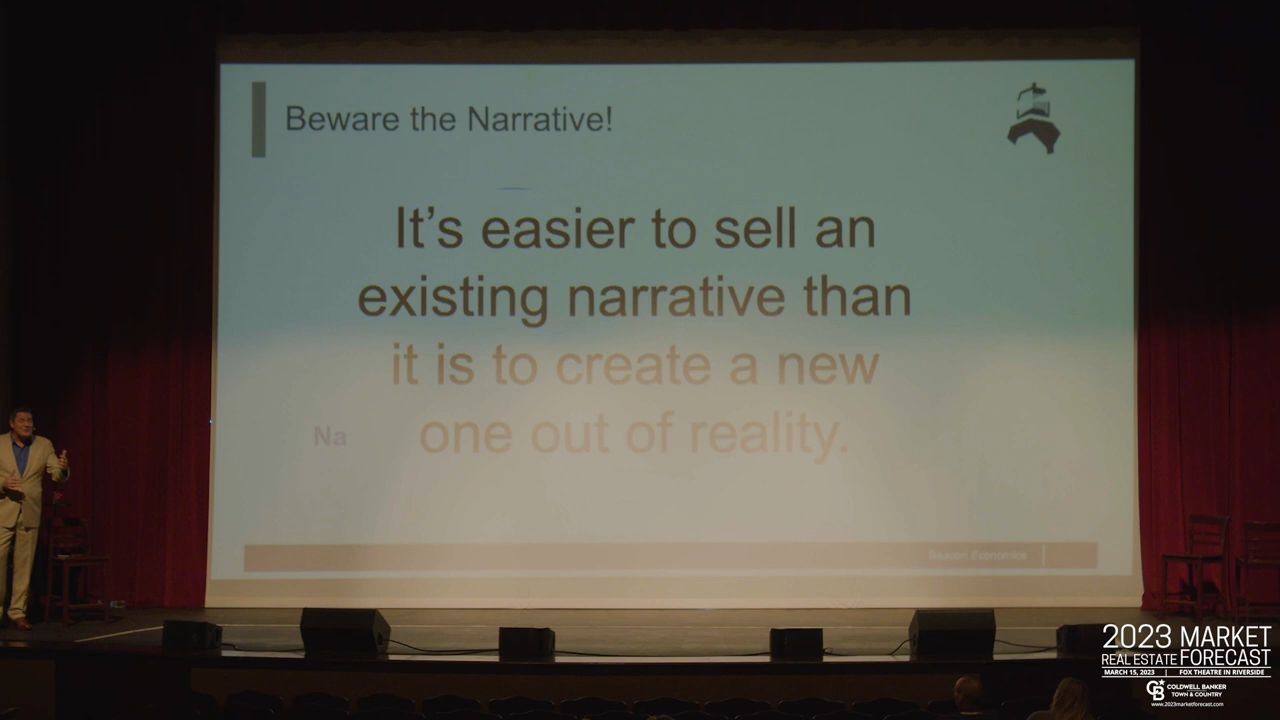 Beware the Narrative!
It's easier to sell an
existing narrative than
it is to create a new
one out of reality.
Na
Beacon Economics
2023 MARKET
REAL ESTATE FORECAST
MARCH 15, 2023 | FOX THEATRE IN RIVERSIDE
CB COLDWELL BANKER
TOWN & COUNTRY
www.2023marketforecast.com